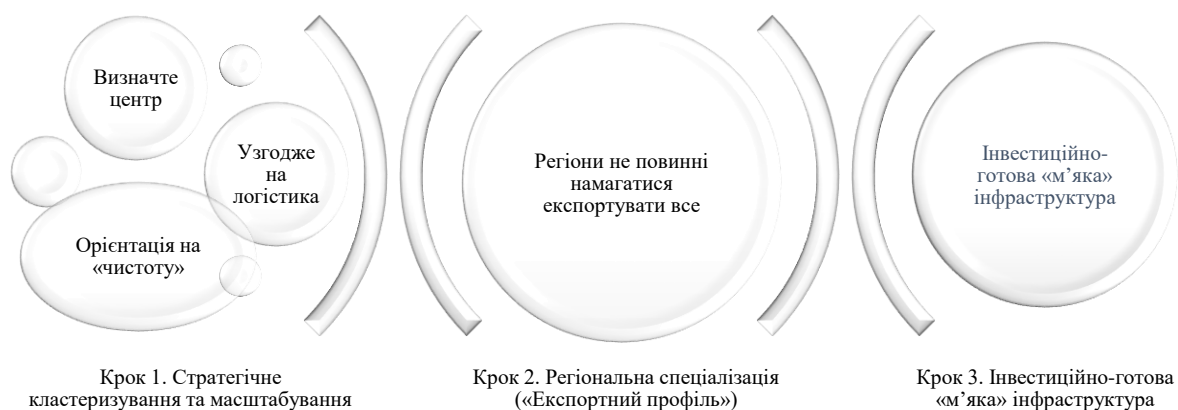 Визначте
центр
Узгодже
на
логістика
Орієнтація на
«чистоту»
Регіони не повинні
намагатися
експортувати все
Інвестиційно-
готова «м’яка»
інфраструктура
Крок 1. Стратегічне
кластеризування та масштабування
Крок 2. Регіональна спеціалізація
(«Експортний профіль»)
Крок 3. Інвестиційно-готова
«м’яка» інфраструктура